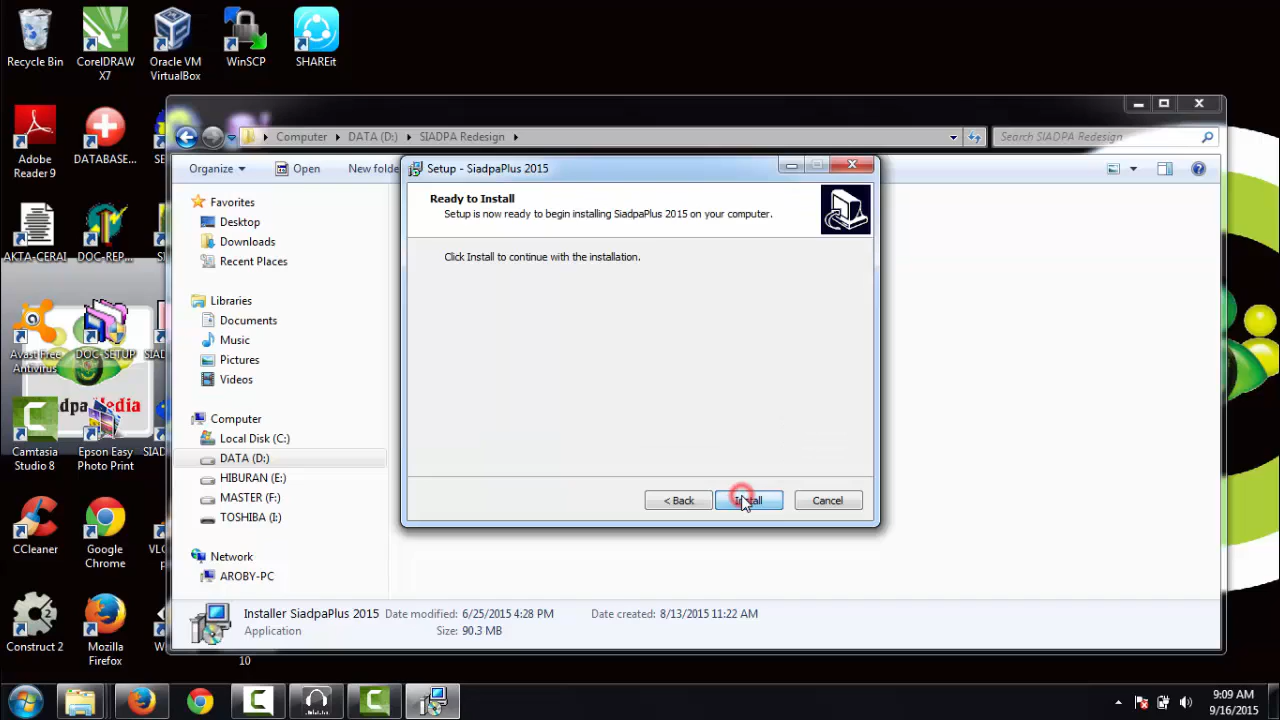 Recycle Bin
CorelDRAW X7
Oracle VM VirtualBox
WinSCP
SHAREit
Adobe Reader 9
DATABASE...
AKTA-CERAI
DOC-REP...
Avast Free Antivirus
DOC-SETUP
Camtasia Studio 8
Epson Easy Photo Print
CCleaner
Google Chrome
Construct 2
Mozilla Firefox
10
Computer
DATA (D:)
SIADPA Redesign
Search SIADPA Redesign
Organize
Open
New folde
Favorites
Desktop
Downloads
Recent Places
Libraries
Documents
Music
Pictures
Videos
Computer
Local Disk (C:)
DATA (D:)
HIBURAN (E:)
MASTER (F:)
TOSHIBA (I:)
Network
AROBY-PC
Setup - SiadpaPlus 2015
Ready to Install
Setup is now ready to begin installing SiadpaPlus 2015 on your computer.
Click Install to continue with the installation.
< Back
Install
Cancel
Installer SiadpaPlus 2015
Date modified: 6/25/2015 4:28 PM
Date created: 8/13/2015 11:22 AM
Application
Size: 90.3 MB
9:09 AM
9/16/2015